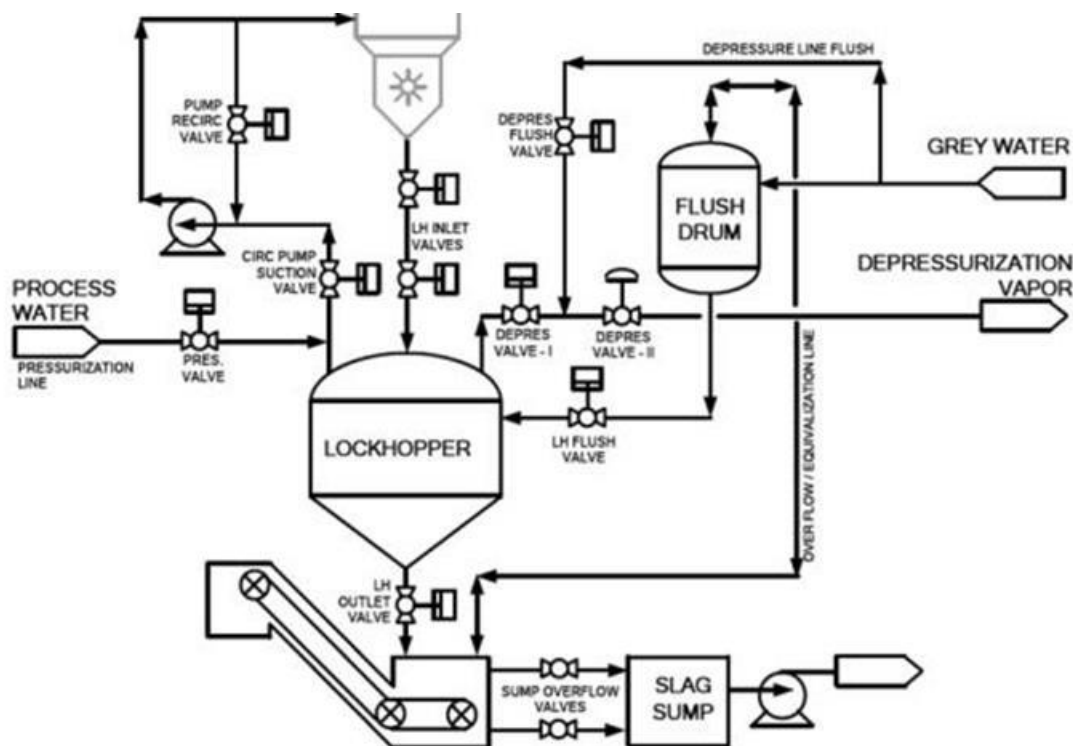 DEPRESSURE LINE FLUSH
PUMP
RECIRC
VALVE
DEPRES
FLUSH
VALVE
GREY WATER
FLUSH
DRUM
LH INLET
VALVES
CIRC PUMP
SUCTION
VALVE
DEPRESSURIZATION
VAPOR
PROCESS
WATER
PRESSURIZATION
LINE
PRES.
VALVE
DEPRES
VALVE - I
DEPRES
VALVE - II
OVER FLOW / EQUIVALIZATION LINE
LOCKHOPPER
LH FLUSH
VALVE
LH
OUTLET
VALVE
SUMP OVERFLOW
VALVES
SLAG
SUMP